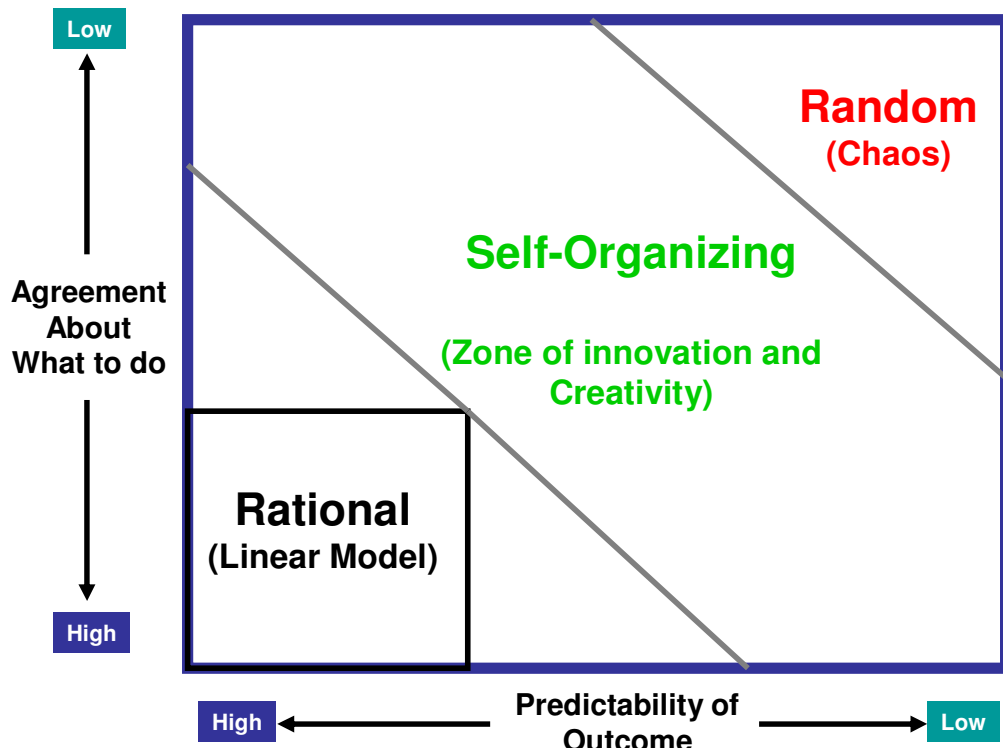 Low
Random
(Chaos)
Self-Organizing
Agreement
About
What to do
(Zone of innovation and
Creativity)
Rational
(Linear Model)
High
High
Predictability of
Outcome
Low